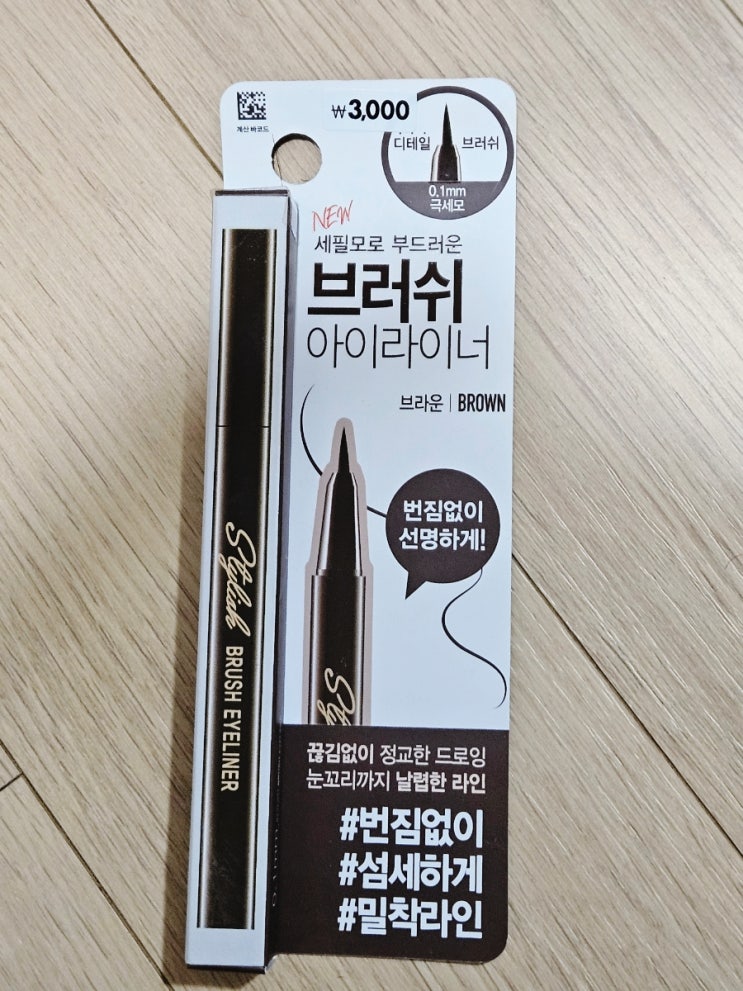 계산 바코드
₩3,000
디테일 브러쉬
0.1mm
극세모
NEW
세필모로 부드러운
브러쉬
아이라이너
브라운 | BROWN
번짐없이
선명하게!
Stylish BRUSH EYELINER
Sty
끊김없이 정교한 드로잉
눈꼬리까지 날렵한 라인
#번짐없이
#섬세하게
#밀착라인